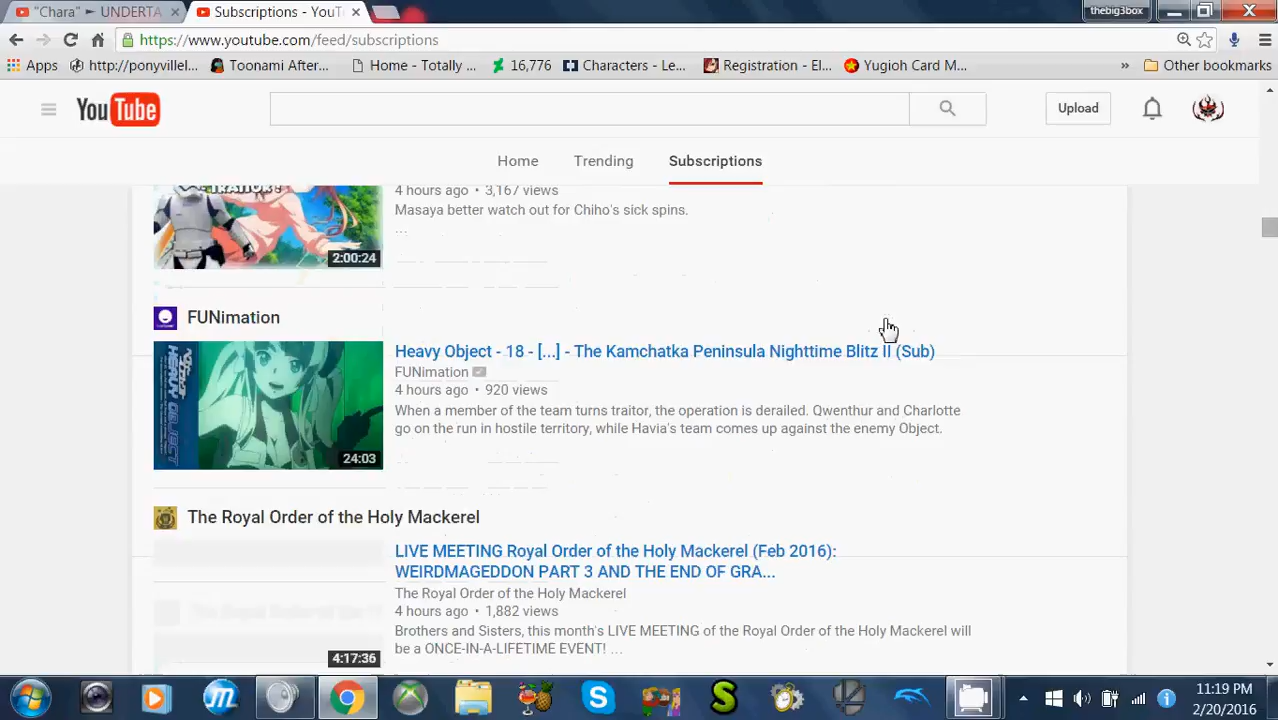 "Chara" ► UNDERTA
Subscriptions - YouT
thebig3box
https://www.youtube.com/feed/subscriptions
Apps http://ponyvillel... Toonami After... Home - Totally ... 16,776 Characters - Le... Registration - El... Yugioh Card M... » Other bookmarks
YouTube
Upload
Home Trending Subscriptions
TRAITOR!
4 hours ago • 3,167 views
Masaya better watch out for Chiho's sick spins.
...
2:00:24
FUNimation
Heavy Object - 18 - [...] - The Kamchatka Peninsula Nighttime Blitz II (Sub)
FUNimation
4 hours ago • 920 views
When a member of the team turns traitor, the operation is derailed. Qwenthur and Charlotte
go on the run in hostile territory, while Havia's team comes up against the enemy Object.
HEAVY OBJECT
24:03
The Royal Order of the Holy Mackerel
LIVE MEETING Royal Order of the Holy Mackerel (Feb 2016):
WEIRDMAGEDDON PART 3 AND THE END OF GRA...
The Royal Order of the Holy Mackerel
4 hours ago • 1,882 views
Brothers and Sisters, this month's LIVE MEETING of the Royal Order of the Holy Mackerel will
be a ONCE-IN-A-LIFETIME EVENT! ...
4:17:36
11:19 PM
2/20/2016